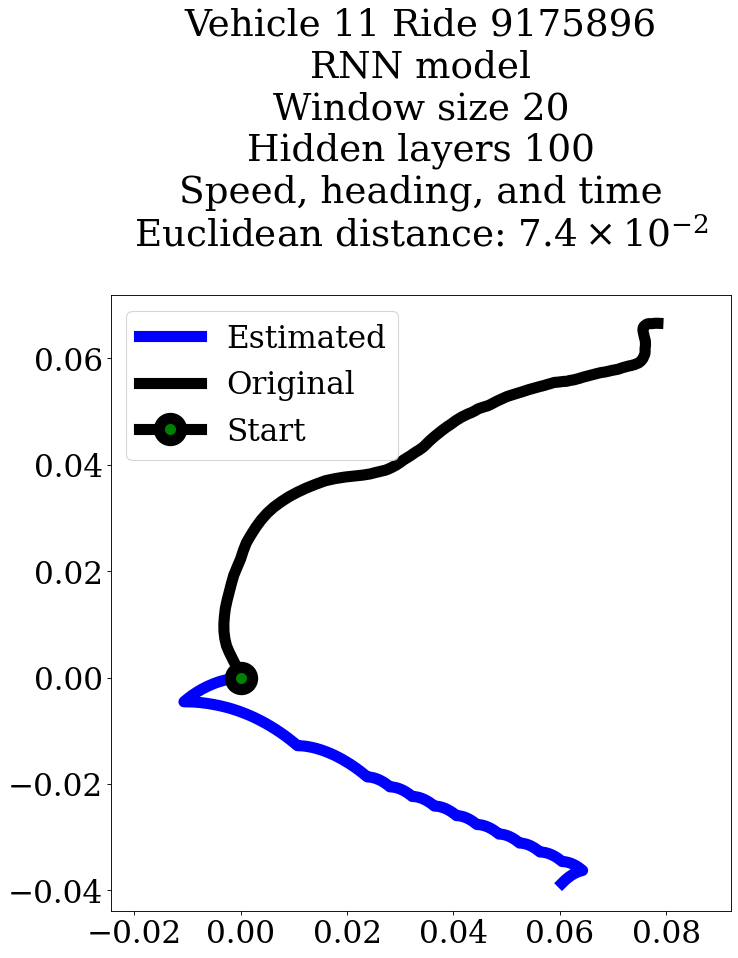 Vehicle 11 Ride 9175896
RNN model
Window size 20
Hidden layers 100
Speed, heading, and time
Euclidean distance: 7.4 × 10⁻²
Estimated
Original
Start
0.06
0.04
0.02
0.00
−0.02
−0.04
−0.02 0.00 0.02 0.04 0.06 0.08